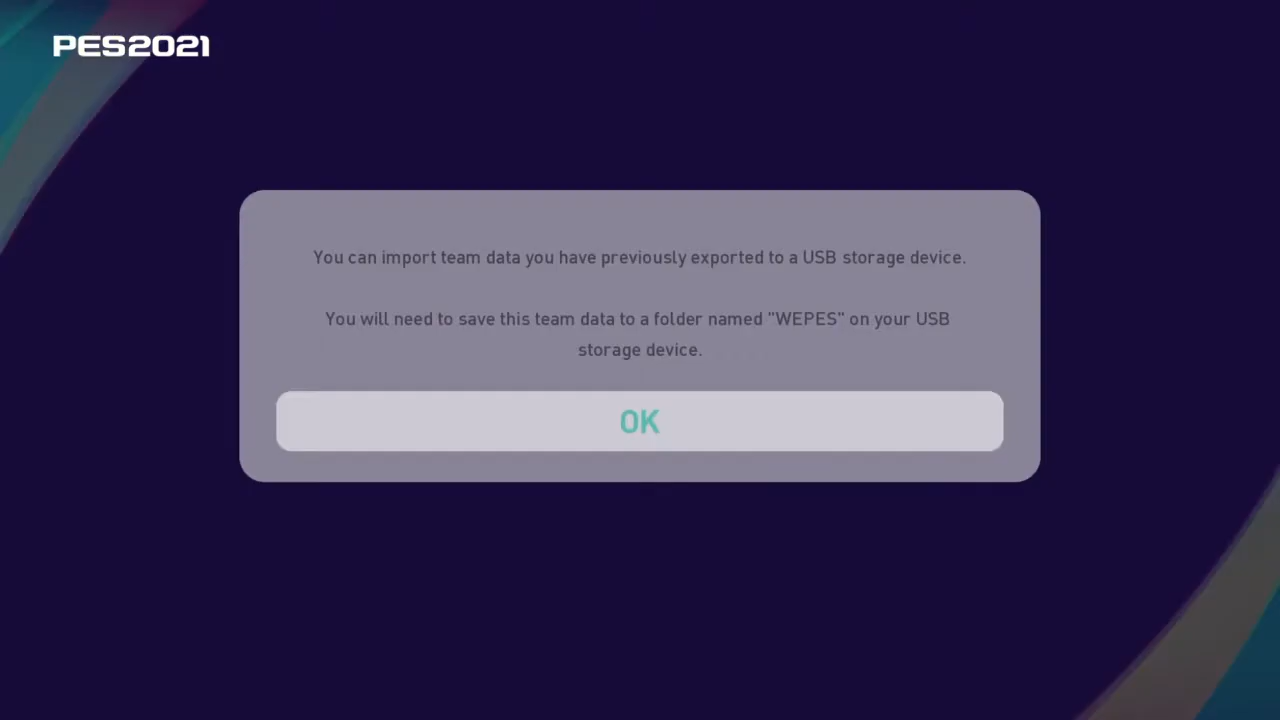 PES2021
You can import team data you have previously exported to a USB storage device.
You will need to save this team data to a folder named "WEPES" on your USB
storage device.
OK